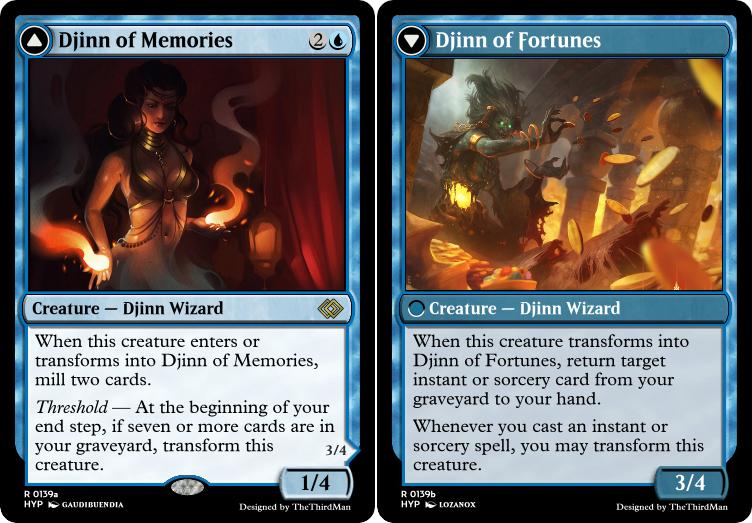 Djinn of Memories
2
Creature — Djinn Wizard
When this creature enters or
transforms into Djinn of Memories,
mill two cards.
Threshold — At the beginning of your
end step, if seven or more cards are in
your graveyard, transform this
creature.
3/4
1/4
R 0139a
HYP GAUDIBUENDIA
Designed by TheThirdMan
Djinn of Fortunes
Creature — Djinn Wizard
When this creature transforms into
Djinn of Fortunes, return target
instant or sorcery card from your
graveyard to your hand.
Whenever you cast an instant or
sorcery spell, you may transform this
creature.
3/4
R 0139b
HYP LOZANOX
Designed by TheThirdMan